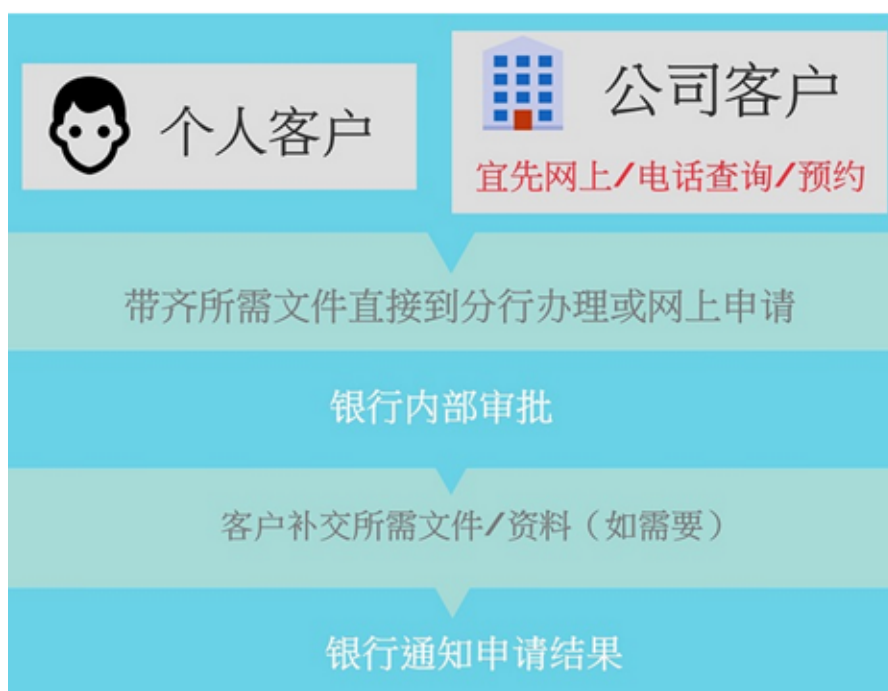 个人客户
公司客户
宜先网上/电话查询/预约
带齐所需文件直接到分行办理或网上申请
银行内部审批
客户补交所需文件/资料（如需要）
银行通知申请结果